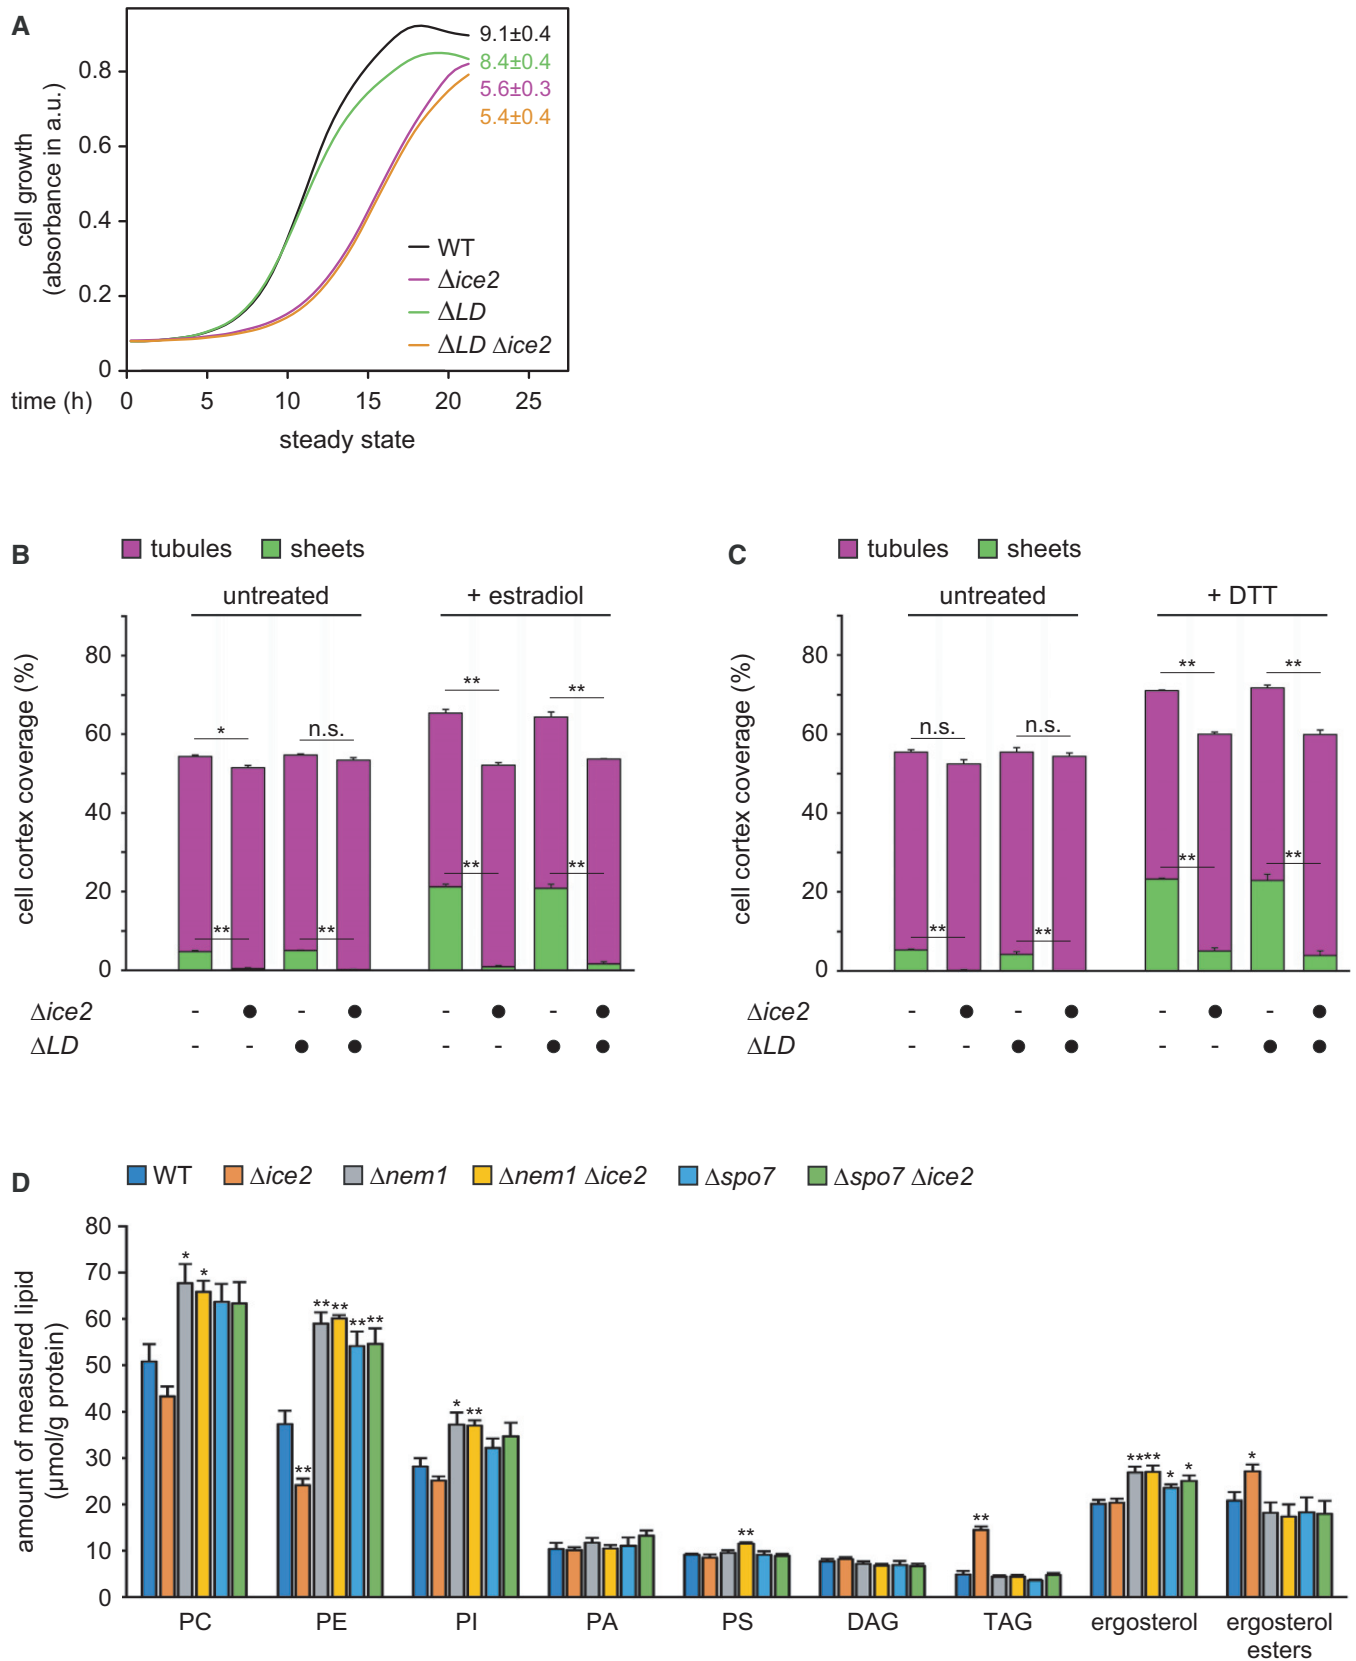 A
cell growth
(absorbance in a.u.)
0.8
0.6
0.4
0.2
0
9.1±0.4
8.4±0.4
5.6±0.3
5.4±0.4
WT
Δice2
ΔLD
ΔLD Δice2
time (h) 0 5 10 15 20 25
steady state
B
tubules sheets
untreated + estradiol
cell cortex coverage (%)
80
60
40
20
0
* n.s. ** **
** ** ** **
Δice2 - ● - ● - ● - ●
ΔLD - - ● ● - - ● ●
C
tubules sheets
untreated + DTT
cell cortex coverage (%)
80
60
40
20
0
n.s. n.s. ** **
** ** ** **
Δice2 - ● - ● - ● - ●
ΔLD - - ● ● - - ● ●
D
WT Δice2 Δnem1 Δnem1 Δice2 Δspo7 Δspo7 Δice2
amount of measured lipid
(µmol/g protein)
80
70
60
50
40
30
20
10
0
* * ** ** ** ** ** * ** ** ** ** ** * * *
PC PE PI PA PS DAG TAG ergosterol ergosterol
esters